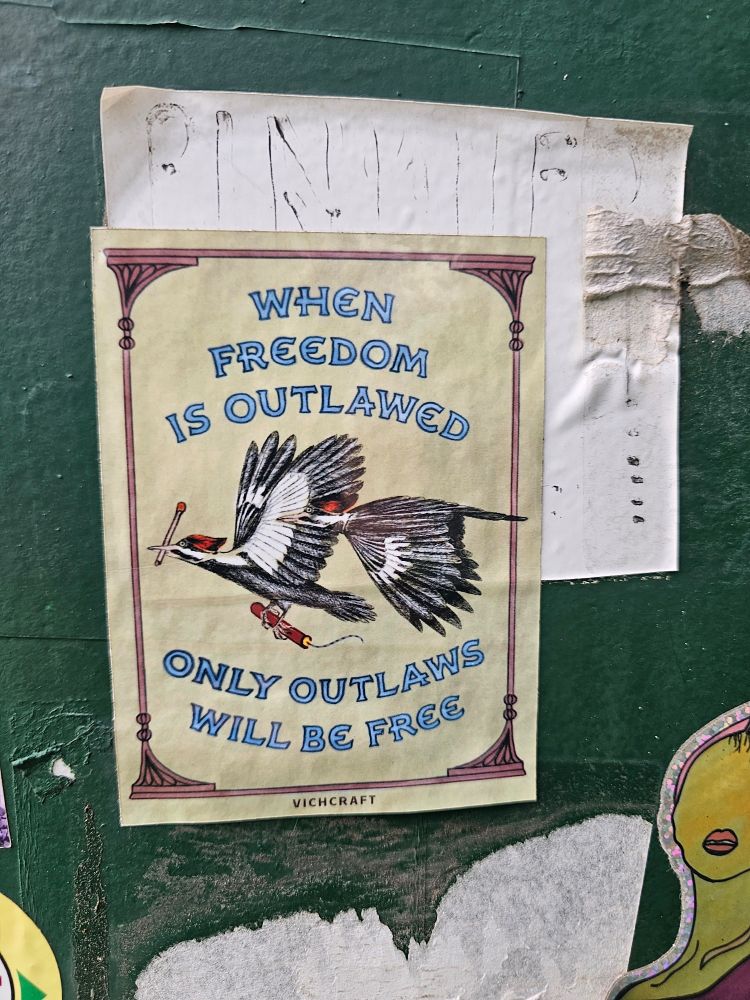 WHEN
FREEDOM
IS OUTLAWED
ONLY OUTLAWS
WILL BE FREE
VICHCRAFT